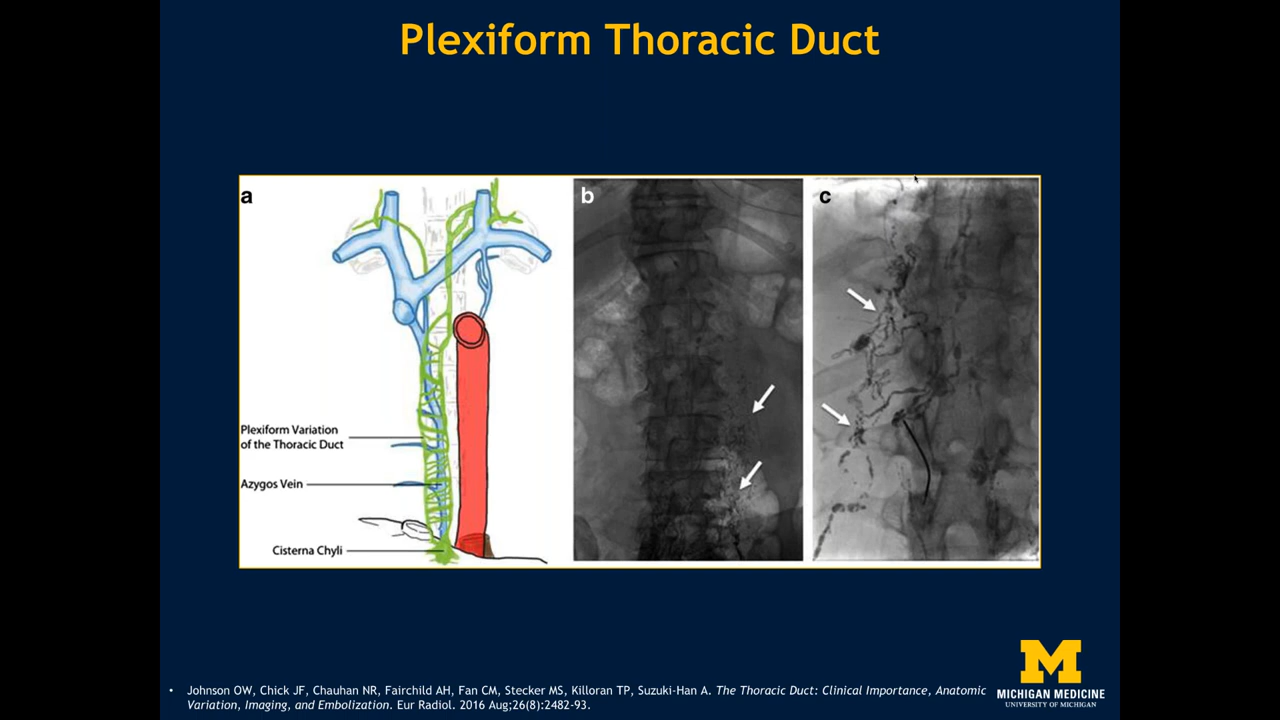 Plexiform Thoracic Duct
a
b
c
Plexiform Variation
of the Thoracic Duct
Azygos Vein
Cisterna Chyli
• Johnson OW, Chick JF, Chauhan NR, Fairchild AH, Fan CM, Stecker MS, Killoran TP, Suzuki-Han A. The Thoracic Duct: Clinical Importance, Anatomic
Variation, Imaging, and Embolization. Eur Radiol. 2016 Aug;26(8):2482-93.
M
MICHIGAN MEDICINE
UNIVERSITY OF MICHIGAN